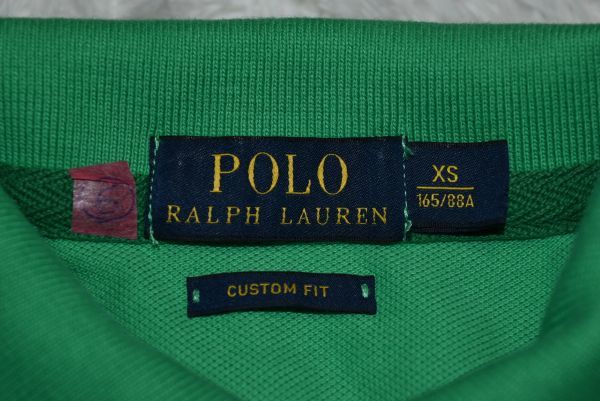 POLO
RALPH LAUREN
XS
165/88A
CUSTOM FIT